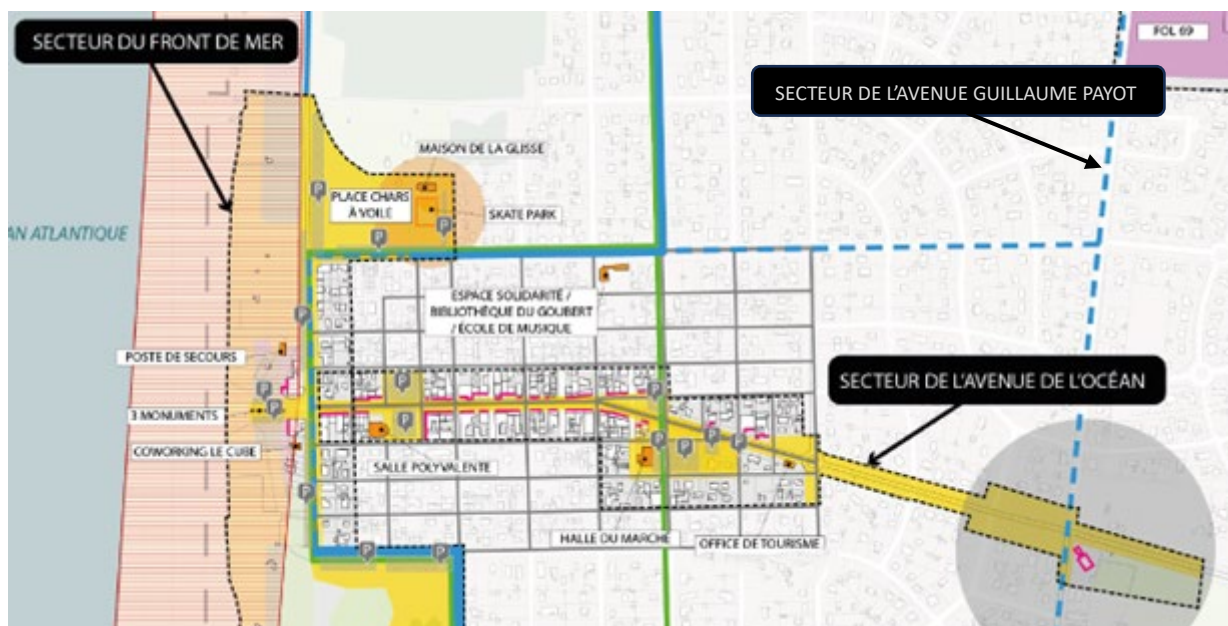 SECTEUR DU FRONT DE MER
FOL 69
SECTEUR DE L'AVENUE GUILLAUME PAYOT
MAISON DE LA GLISSE
P
PLACE CHARS
À VOILE
SKATE PARK
P
P
AN ATLANTIQUE
ESPACE SOLIDARITÉ /
BIBLIOTHÈQUE DU GOUBERT
/ ÉCOLE DE MUSIQUE
P
POSTE DE SECOURS
SECTEUR DE L'AVENUE DE L'OCÉAN
P
P
P
P
3 MONUMENTS
P
P
P
P
P
P
COWORKING LE CUBE
SALLE POLYVALENTE
P
HALLE DU MARCHÉ
OFFICE DE TOURISME
P
P